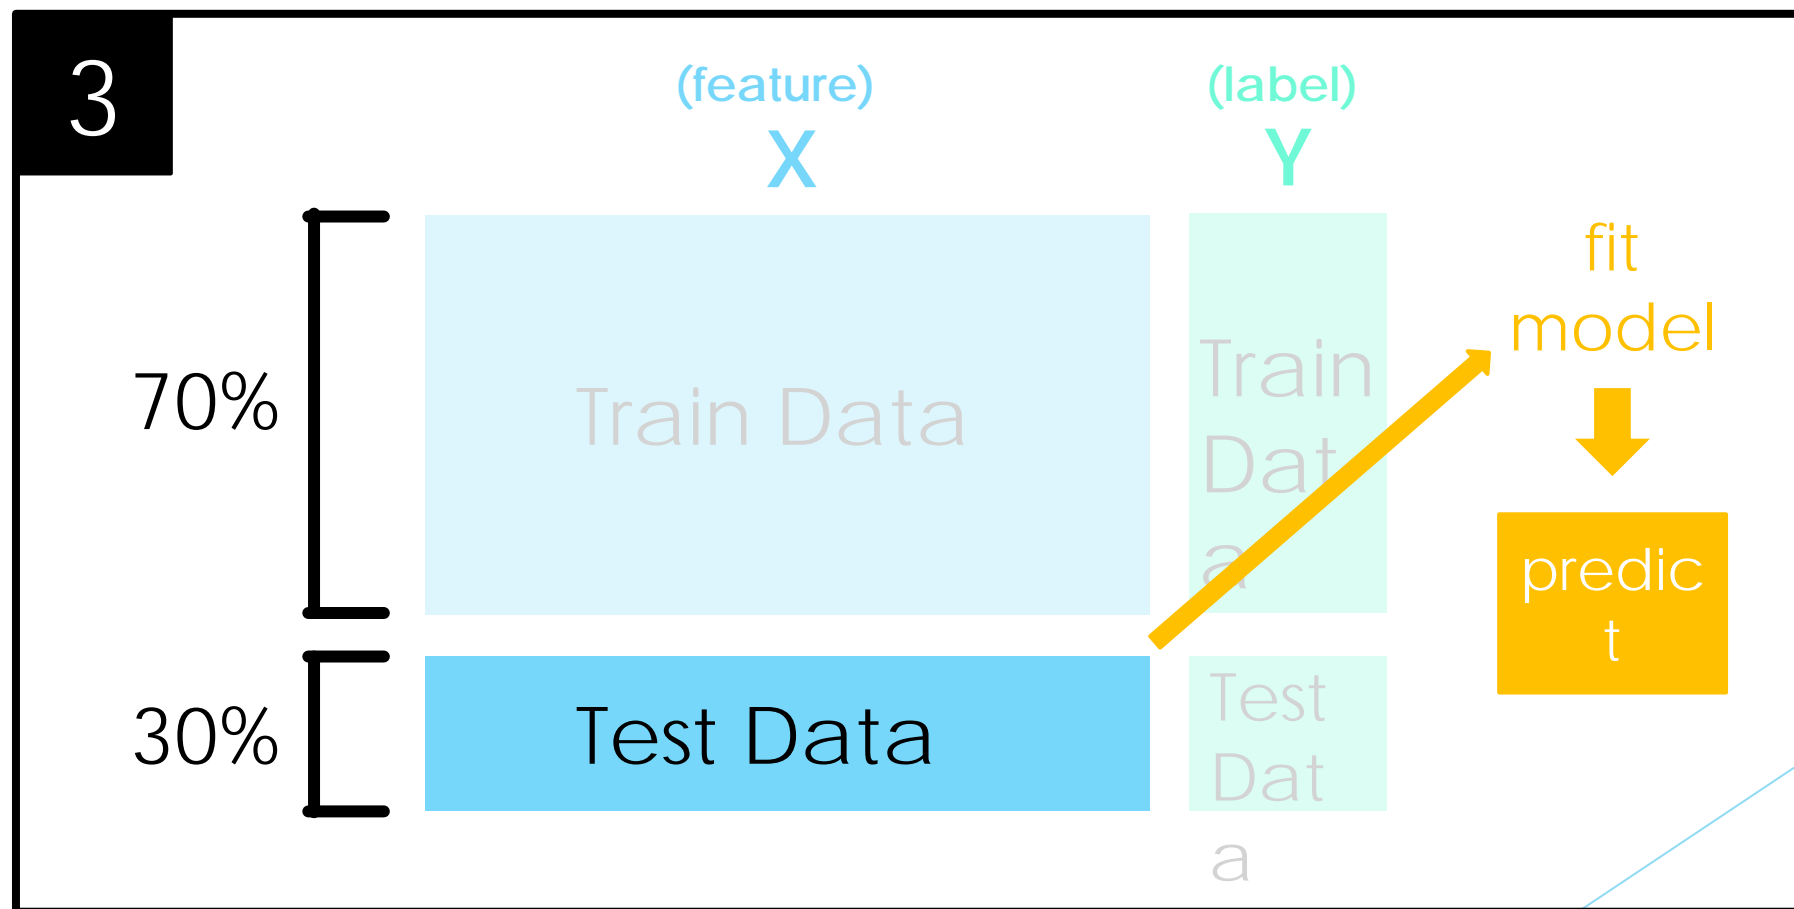 3
(feature)
X
(label)
Y
70%
Train Data
Train
Dat
a
fit
model
predic
t
30%
Test Data
Test
Dat
a